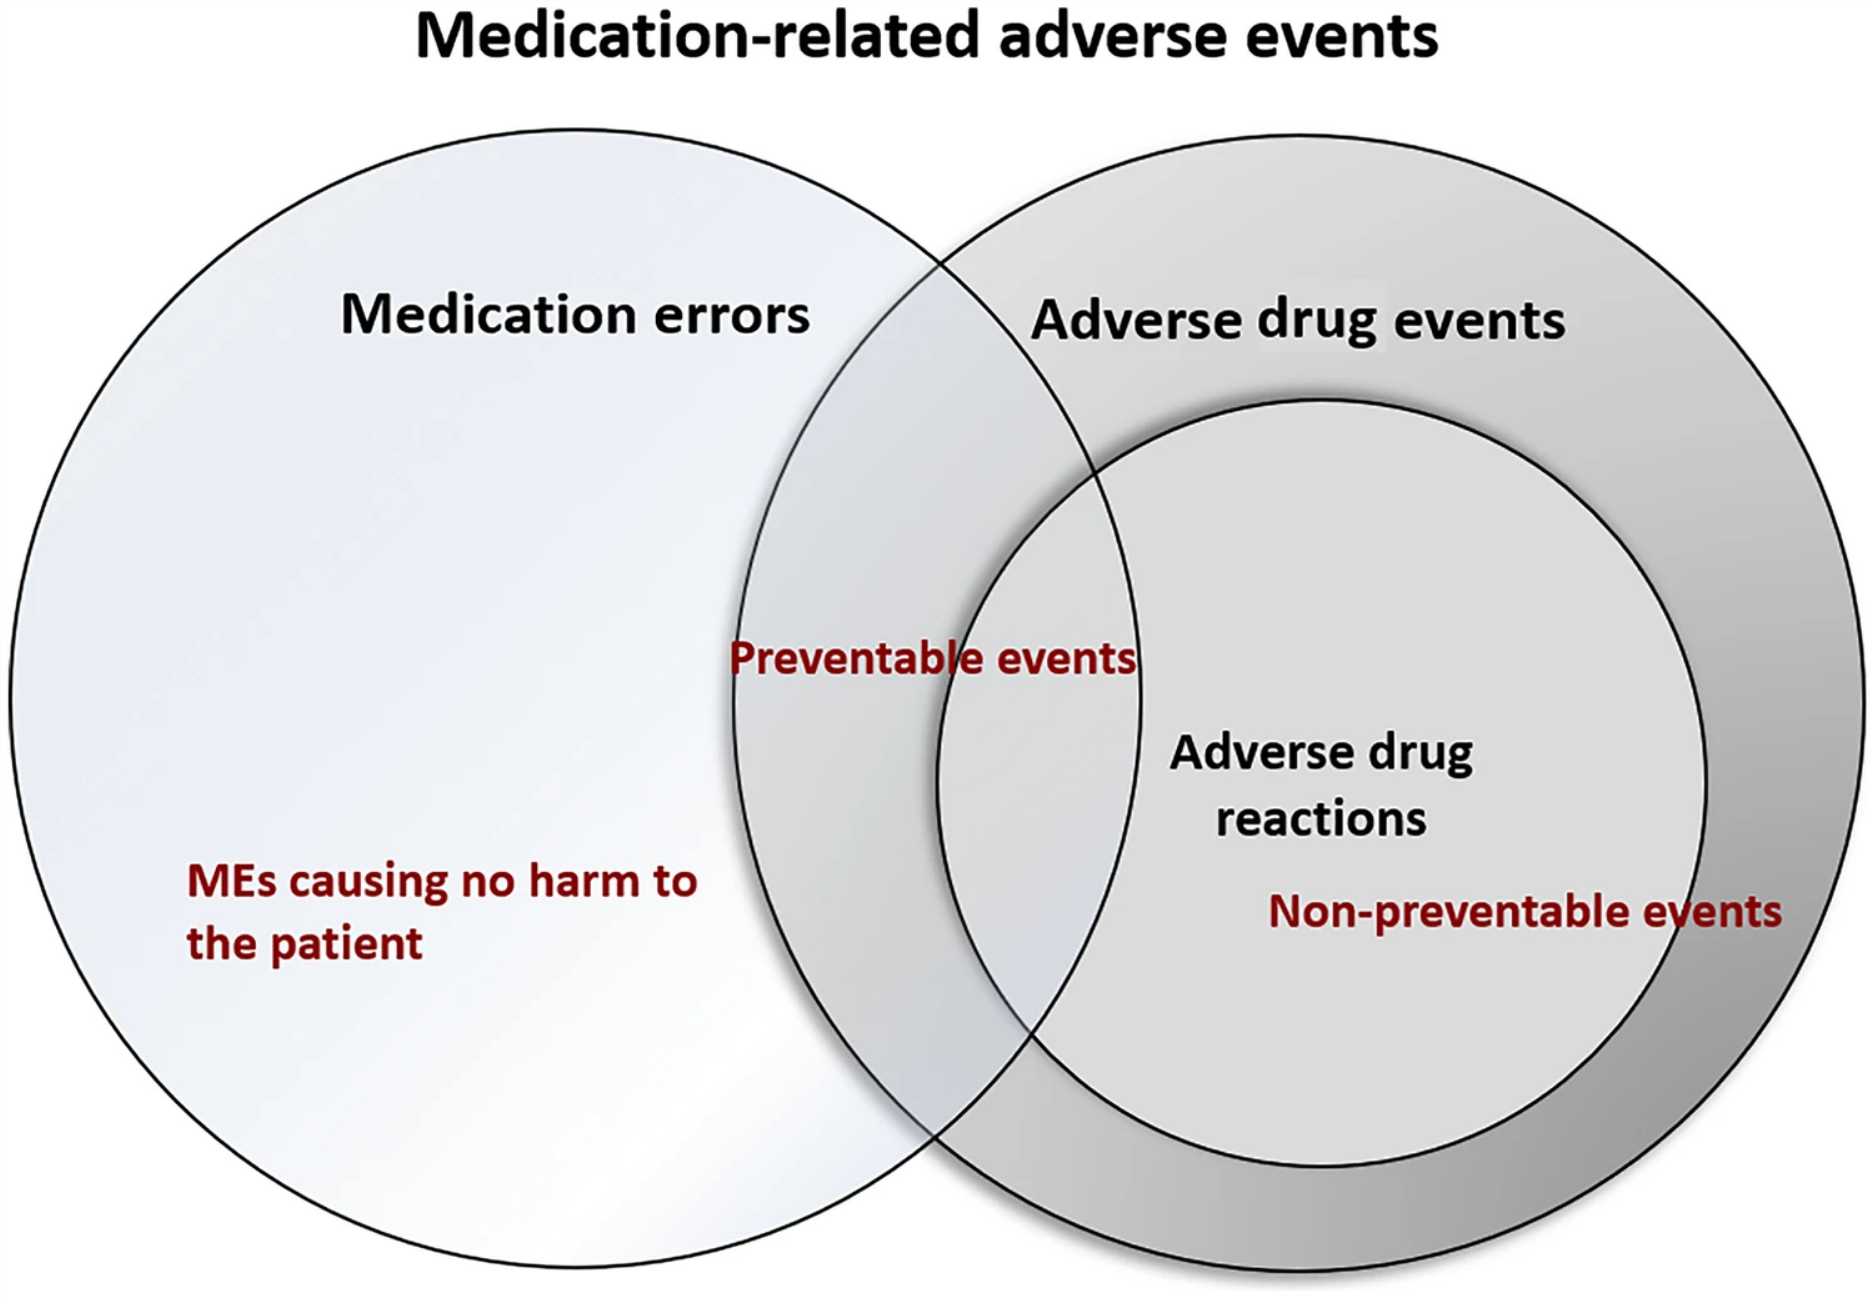 Medication-related adverse events
Medication errors
Adverse drug events
Preventable events
Adverse drug
reactions
MEs causing no harm to
the patient
Non-preventable events